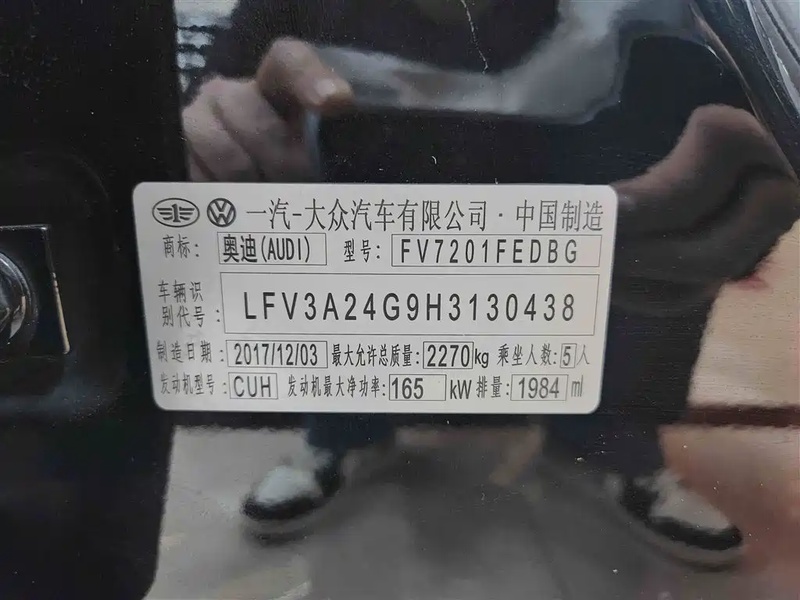 一汽-大众汽车有限公司·中国制造
商标: 奥迪(AUDI) 型号: FV7201FEDBG
车辆识别代号: LFV3A24G9H3130438
制造日期: 2017/12/03 最大允许总质量: 2270kg 乘坐人数: 5人
发动机型号: CUH 发动机最大净功率: 165 kW 排量: 1984 ml